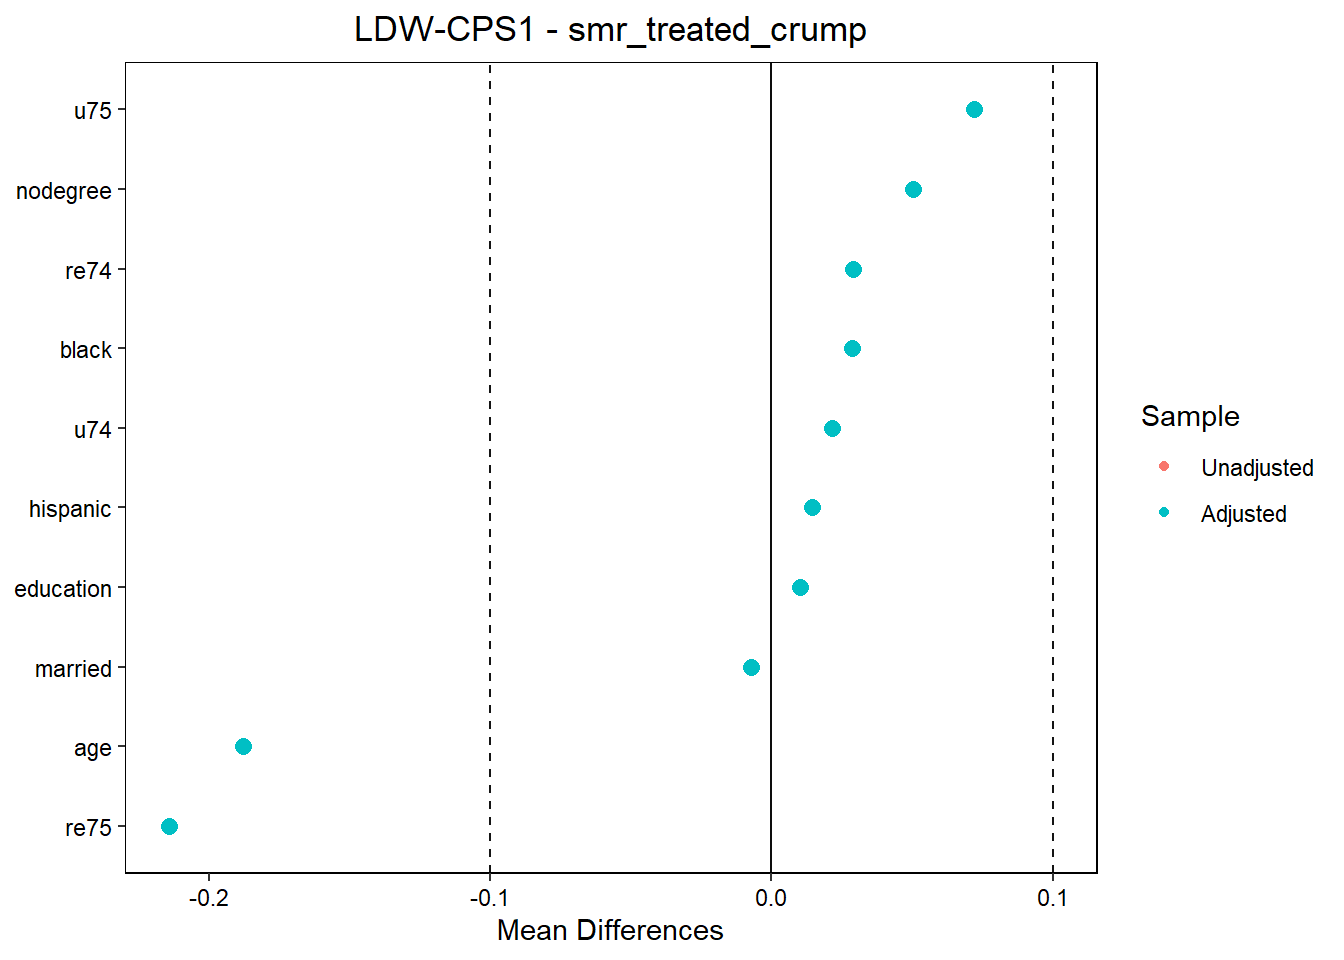 LDW-CPS1 - smr_treated_crump
u75
nodegree
re74
black
u74
hispanic
education
married
age
re75
-0.2
-0.1
0.0
0.1
Mean Differences
Sample
Unadjusted
Adjusted